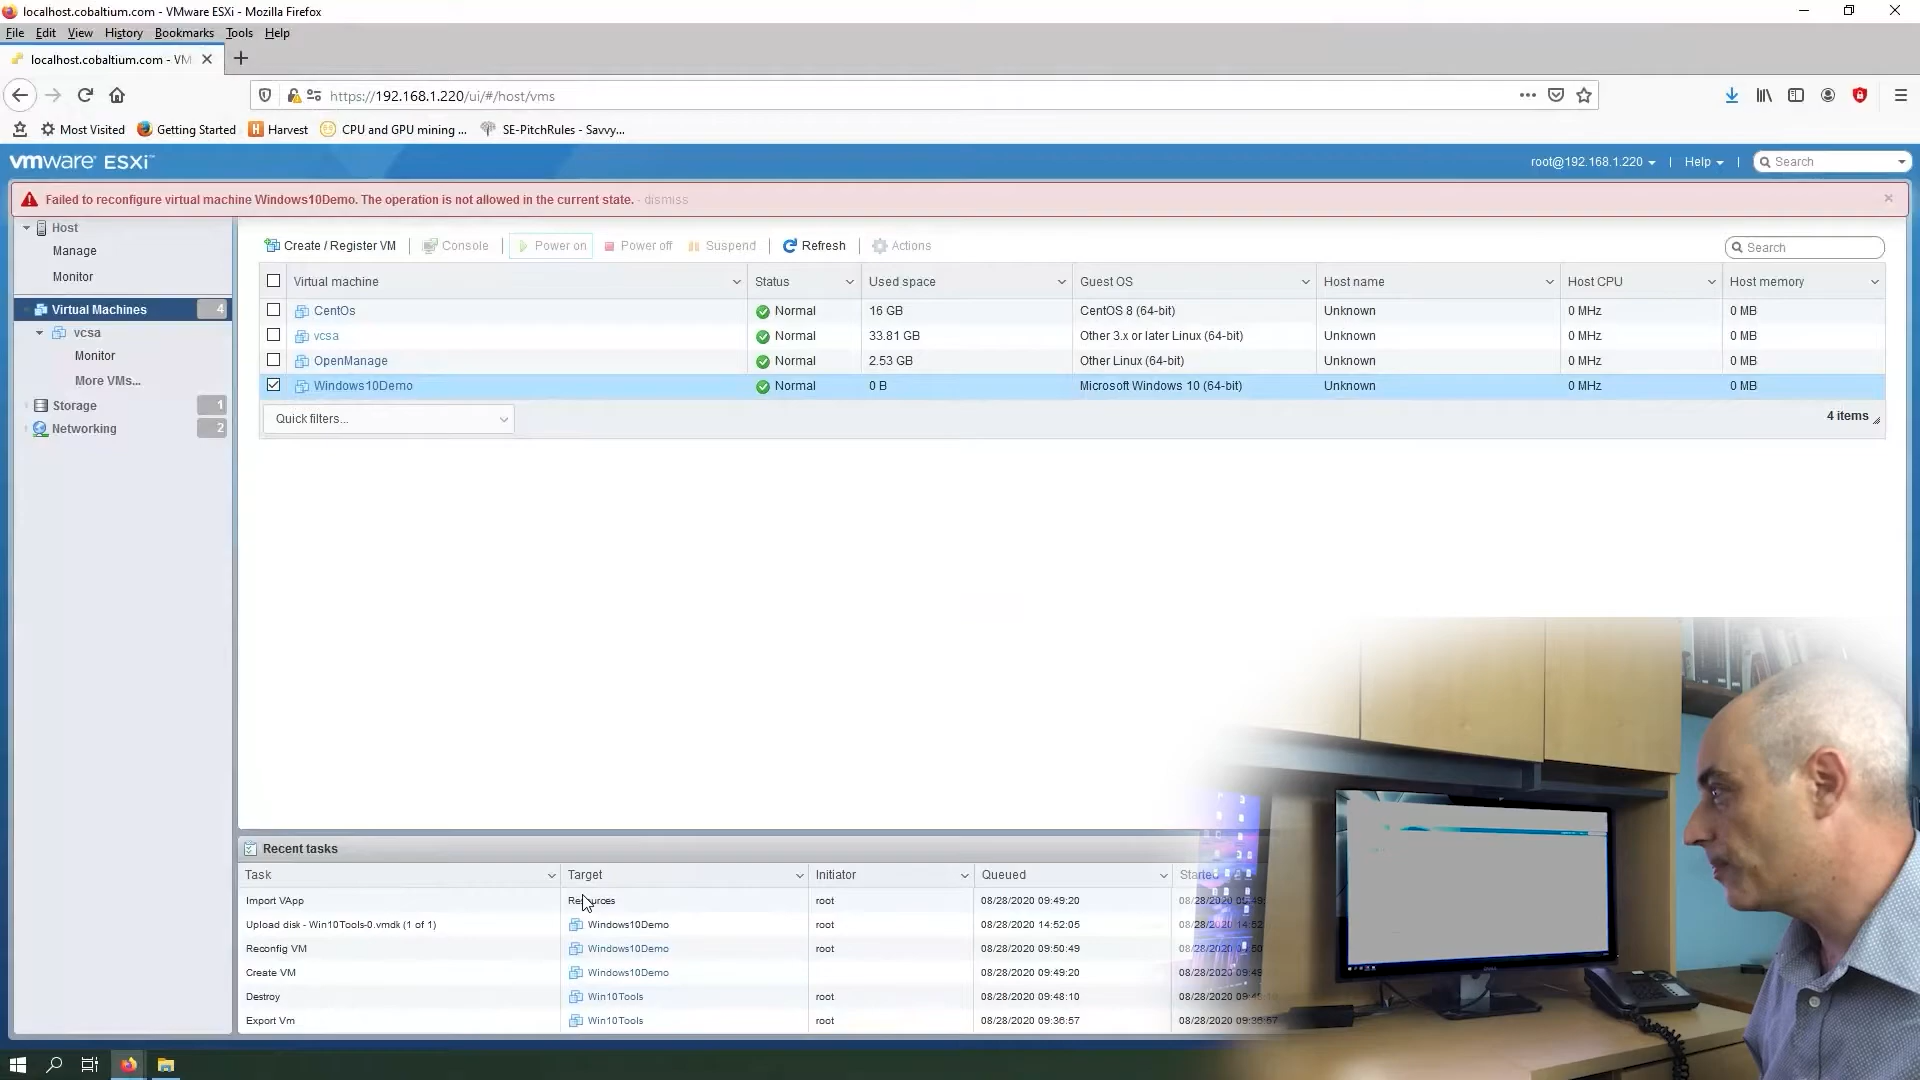 localhost.cobaltium.com - VMware ESXi - Mozilla Firefox
File Edit View History Bookmarks Tools Help
localhost.cobaltium.com - VM
https://192.168.1.220/ui/#/host/vms
Most Visited Getting Started Harvest CPU and GPU mining ... SE-PitchRules - Savvy...
vmware ESXi root@192.168.1.220 | Help | Search
Failed to reconfigure virtual machine Windows10Demo. The operation is not allowed in the current state. - dismiss
Host
Manage
Monitor
Virtual Machines 4
vcsa
Monitor
More VMs...
Storage 1
Networking 2
Create / Register VM | Console | Power on Power off Suspend | Refresh | Actions Search
Virtual machine Status Used space Guest OS Host name Host CPU Host memory
CentOs Normal 16 GB CentOS 8 (64-bit) Unknown 0 MHz 0 MB
vcsa Normal 33.81 GB Other 3.x or later Linux (64-bit) Unknown 0 MHz 0 MB
OpenManage Normal 2.53 GB Other Linux (64-bit) Unknown 0 MHz 0 MB
Windows10Demo Normal 0 B Microsoft Windows 10 (64-bit) Unknown 0 MHz 0 MB
Quick filters... 4 items
Recent tasks
Task Target Initiator Queued Started
Import VApp Resources root 08/28/2020 09:49:20
Upload disk - Win10Tools-0.vmdk (1 of 1) Windows10Demo root 08/28/2020 14:52:05
Reconfig VM Windows10Demo root 08/28/2020 09:50:49
Create VM Windows10Demo 08/28/2020 09:49:20
Destroy Win10Tools root 08/28/2020 09:48:10
Export Vm Win10Tools root 08/28/2020 09:36:57